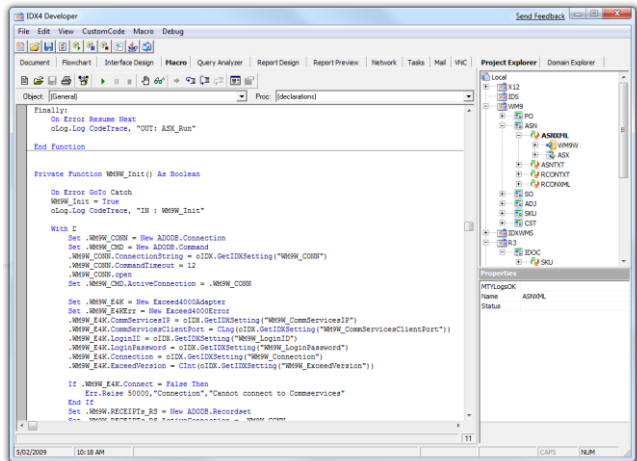 IDX4 Developer
Send Feedback
File Edit View CustomCode Macro Debug
Document Flowchart Interface Design Macro Query Analyzer Report Design Report Preview Network Tasks Mail VNC
Project Explorer Domain Explorer
Object: (General) Proc: (declarations)
Finally:
On Error Resume Next
oLog.Log CodeTrace, "OUT: ASX_Run"
End Function
Private Function WM9W_Init() As Boolean
On Error GoTo Catch
WM9W_Init = True
oLog.Log CodeTrace, "IN : WM9W_Init"
With I
Set .WM9W_CONN = New ADODB.Connection
Set .WM9W_CMD = New ADODB.Command
.WM9W_CONN.ConnectionString = oIDX.GetIDXSetting("WM9W_CONN")
.WM9W_CONN.CommandTimeout = 12
.WM9W_CONN.open
Set .WM9W_CMD.ActiveConnection = .WM9W_CONN
Set .WM9W_E4K = New Exceed4000Adapter
Set .WM9W_E4KErr = New Exceed4000Error
.WM9W_E4K.CommServicesIP = oIDX.GetIDXSetting("WM9W_CommServicesIP")
.WM9W_E4K.CommServicesClientPort = CLng(oIDX.GetIDXSetting("WM9W_CommServicesClientPort"))
.WM9W_E4K.LoginID = oIDX.GetIDXSetting("WM9W_LoginID")
.WM9W_E4K.LoginPassword = oIDX.GetIDXSetting("WM9W_LoginPassword")
.WM9W_E4K.Connection = oIDX.GetIDXSetting("WM9W_Connection")
.WM9W_E4K.ExceedVersion = CInt(oIDX.GetIDXSetting("WM9W_ExceedVersion"))
If .WM9W_E4K.Connect = False Then
Err.Raise 50000,"Connection","Cannot connect to Commservices"
End If
Set .WM9W.RECEIPTs_RS = New ADODB.Recordset
Set .WM9W.RECEIPTs_RS.ActiveConnection = .WM9W_CONN
11
Local
X12
IDS
WM9
PO
ASN
ASNXML
WM9W
ASX
ASNTXT
RCONTXT
RCONXML
SO
ADJ
SKU
CST
IDXWMS
R3
IDOC
SKU
Properties
MTYLogsOK
Name ASNXML
Status
5/02/2009 10:18 AM CAPS NUM